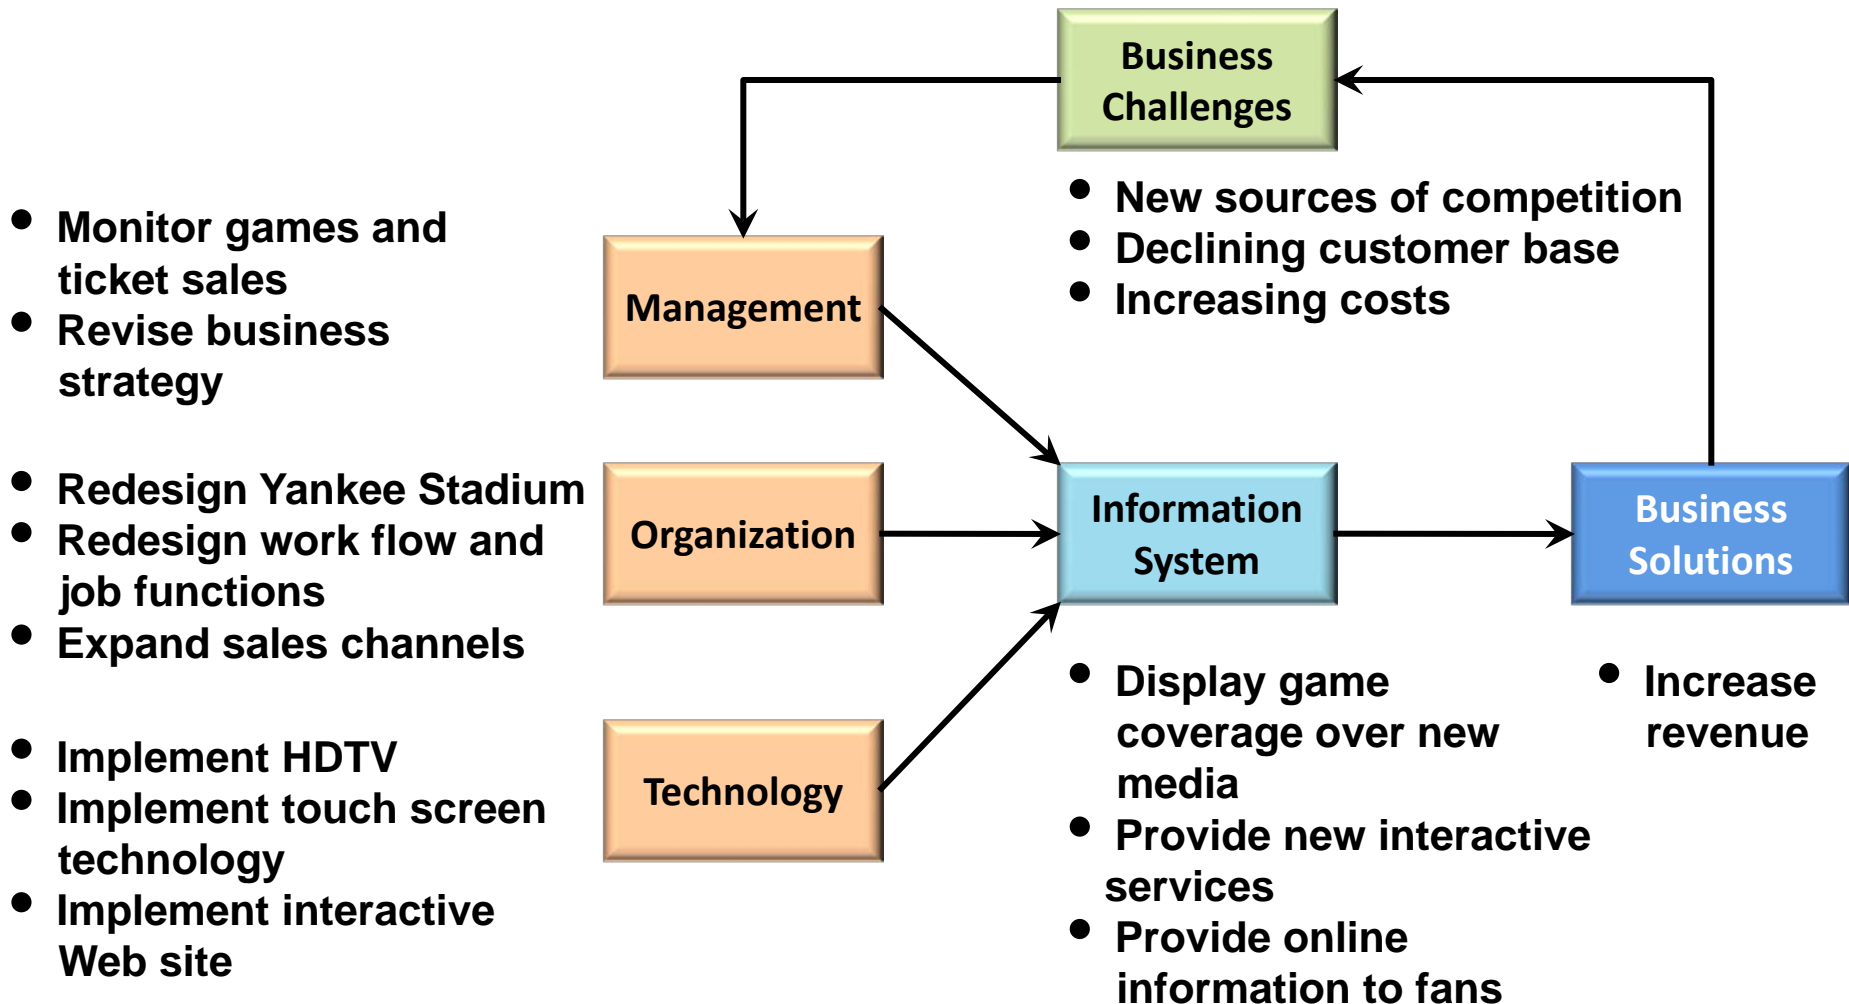 Business
Challenges
• New sources of competition
• Declining customer base
• Increasing costs
• Monitor games and
ticket sales
• Revise business
strategy
Management
• Redesign Yankee Stadium
• Redesign work flow and
job functions
• Expand sales channels
Organization
Information
System
Business
Solutions
• Implement HDTV
• Implement touch screen
technology
• Implement interactive
Web site
Technology
• Display game
coverage over new
media
• Provide new interactive
services
• Provide online
information to fans
• Increase
revenue